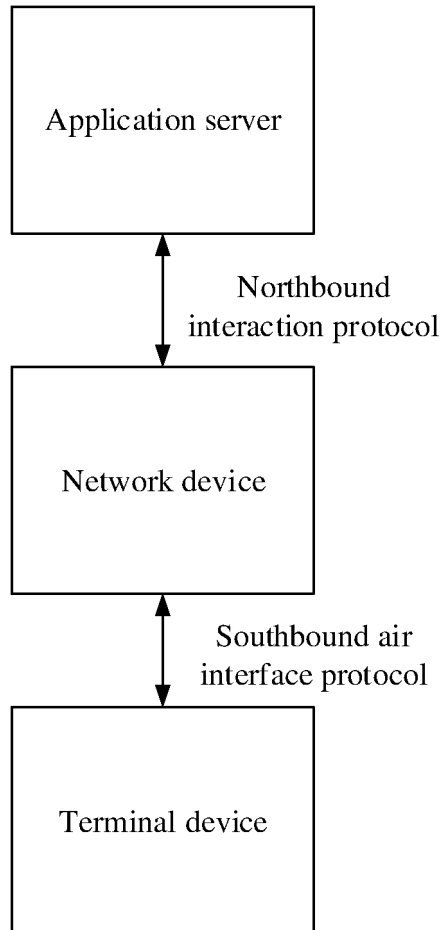 Application server
Northbound
interaction protocol
Network device
Southbound air
interface protocol
Terminal device